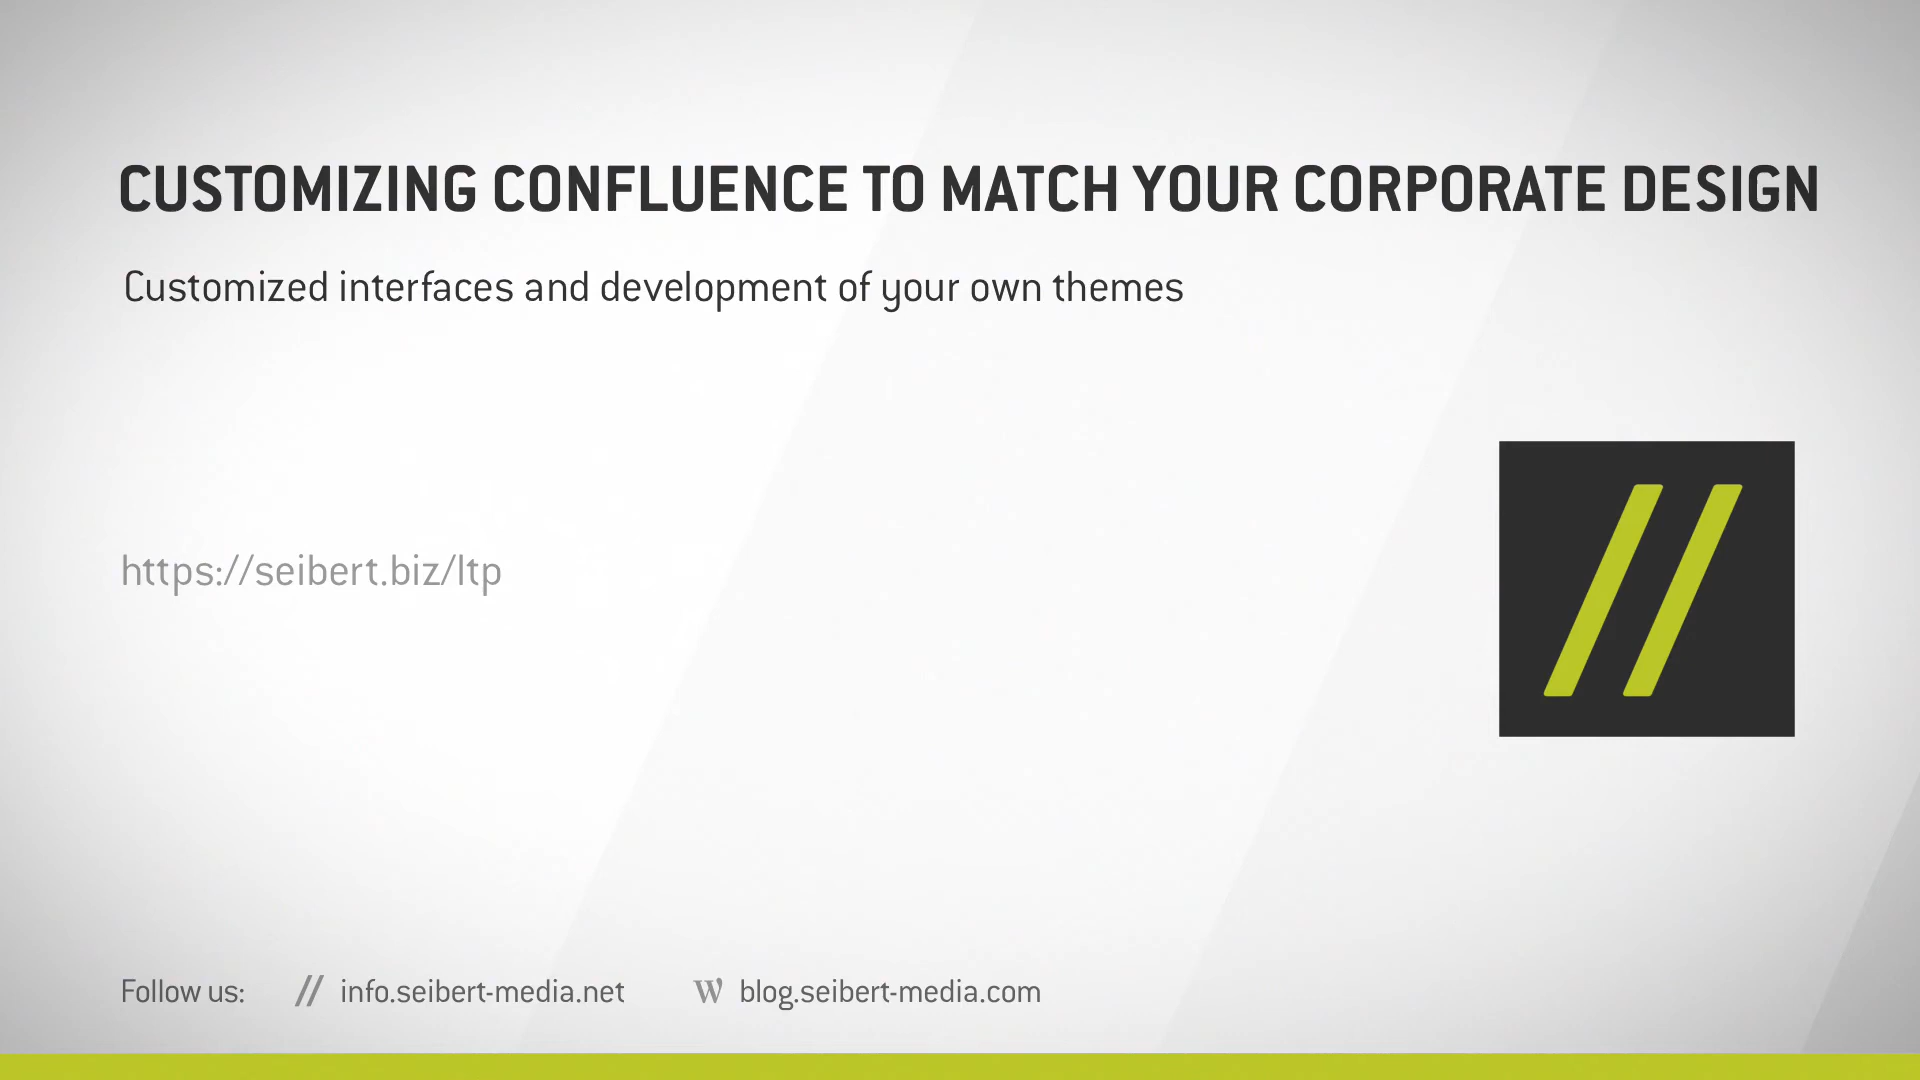 CUSTOMIZING CONFLUENCE TO MATCH YOUR CORPORATE DESIGN
Customized interfaces and development of your own themes
https://seibert.biz/ltp
Follow us: // info.seibert-media.net W blog.seibert-media.com